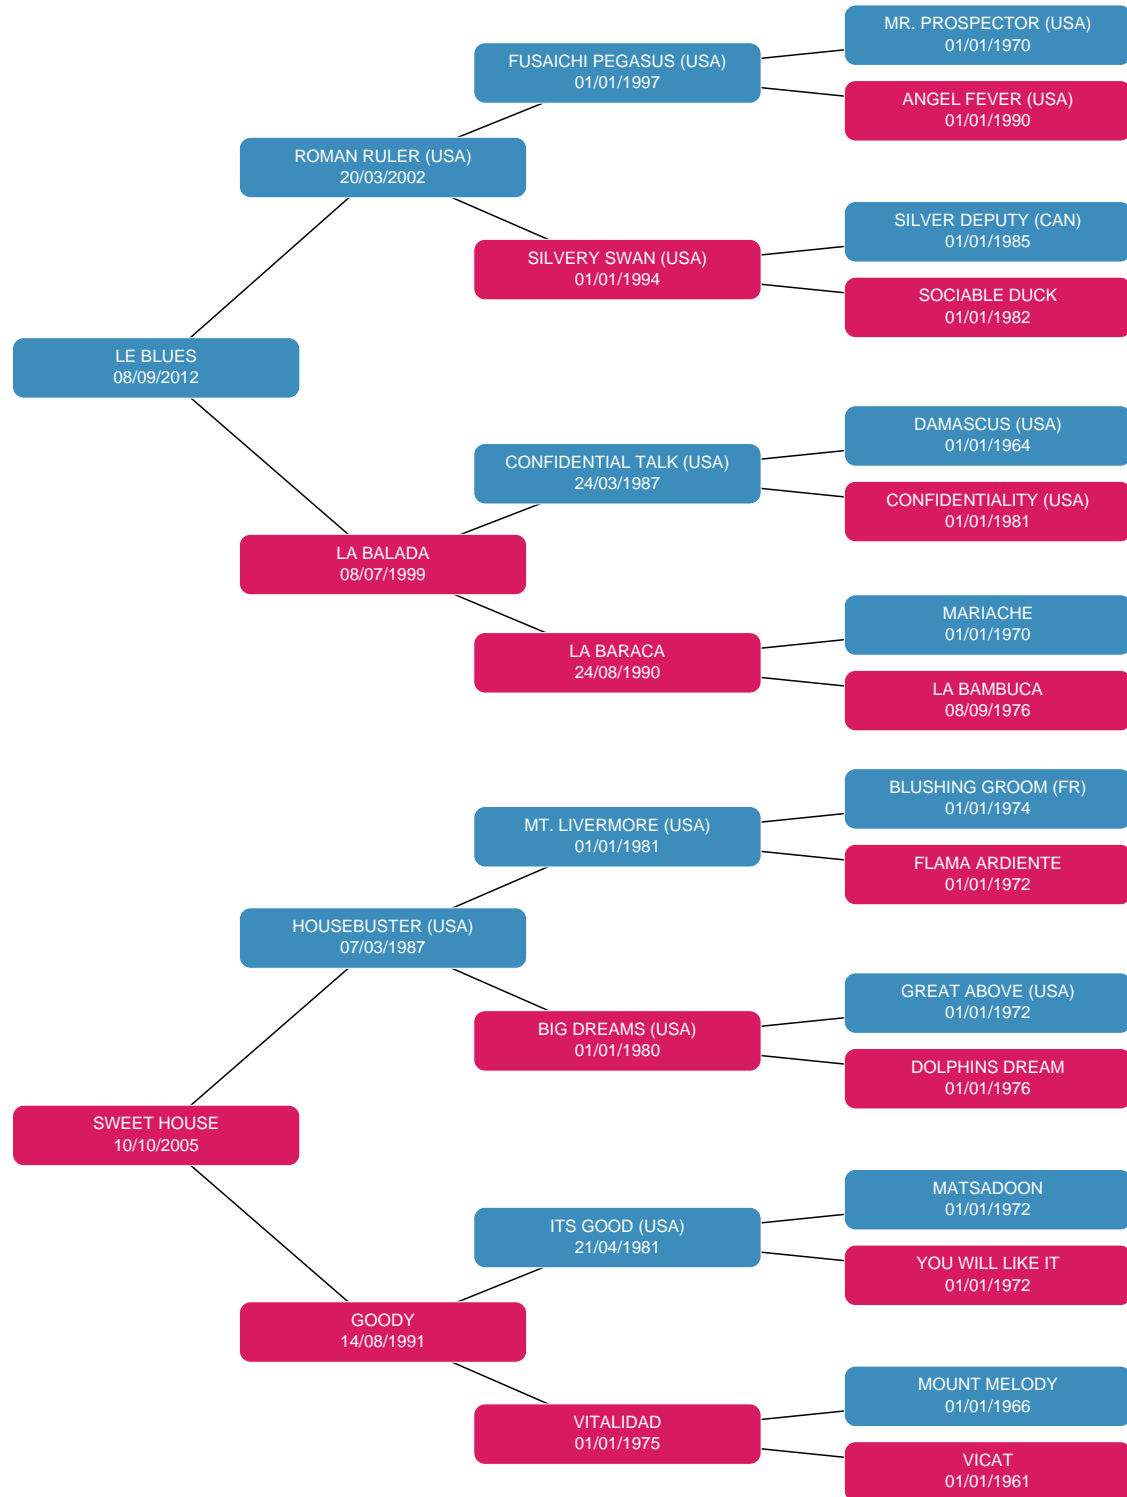 MR. PROSPECTOR (USA)
01/01/1970
FUSAICHI PEGASUS (USA)
01/01/1997
ANGEL FEVER (USA)
01/01/1990
ROMAN RULER (USA)
20/03/2002
SILVER DEPUTY (CAN)
01/01/1985
SILVERY SWAN (USA)
01/01/1994
SOCIABLE DUCK
01/01/1982
LE BLUES
08/09/2012
DAMASCUS (USA)
01/01/1964
CONFIDENTIAL TALK (USA)
24/03/1987
CONFIDENTIALITY (USA)
01/01/1981
LA BALADA
08/07/1999
MARIACHE
01/01/1970
LA BARACA
24/08/1990
LA BAMBUCA
08/09/1976
BLUSHING GROOM (FR)
01/01/1974
MT. LIVERMORE (USA)
01/01/1981
FLAMA ARDIENTE
01/01/1972
HOUSEBUSTER (USA)
07/03/1987
GREAT ABOVE (USA)
01/01/1972
BIG DREAMS (USA)
01/01/1980
DOLPHINS DREAM
01/01/1976
SWEET HOUSE
10/10/2005
MATSADOON
01/01/1972
ITS GOOD (USA)
21/04/1981
YOU WILL LIKE IT
01/01/1972
GOODY
14/08/1991
MOUNT MELODY
01/01/1966
VITALIDAD
01/01/1975
VICAT
01/01/1961